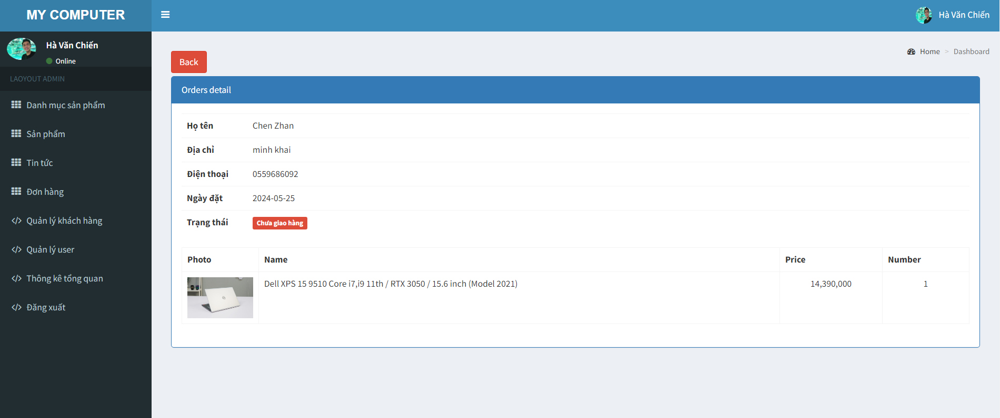 MY COMPUTER
Hà Văn Chiến
Hà Văn Chiến
Online
LAOYOUT ADMIN
Danh mục sản phẩm
Sản phẩm
Tin tức
Đơn hàng
Quản lý khách hàng
Quản lý user
Thông kê tổng quan
Đăng xuất
Home > Dashboard
Back
Orders detail
Họ tên Chen Zhan
Địa chỉ minh khai
Điện thoại 0559686092
Ngày đặt 2024-05-25
Trạng thái Chưa giao hàng
Photo Name Price Number
Dell XPS 15 9510 Core i7,i9 11th / RTX 3050 / 15.6 inch (Model 2021) 14,390,000 1